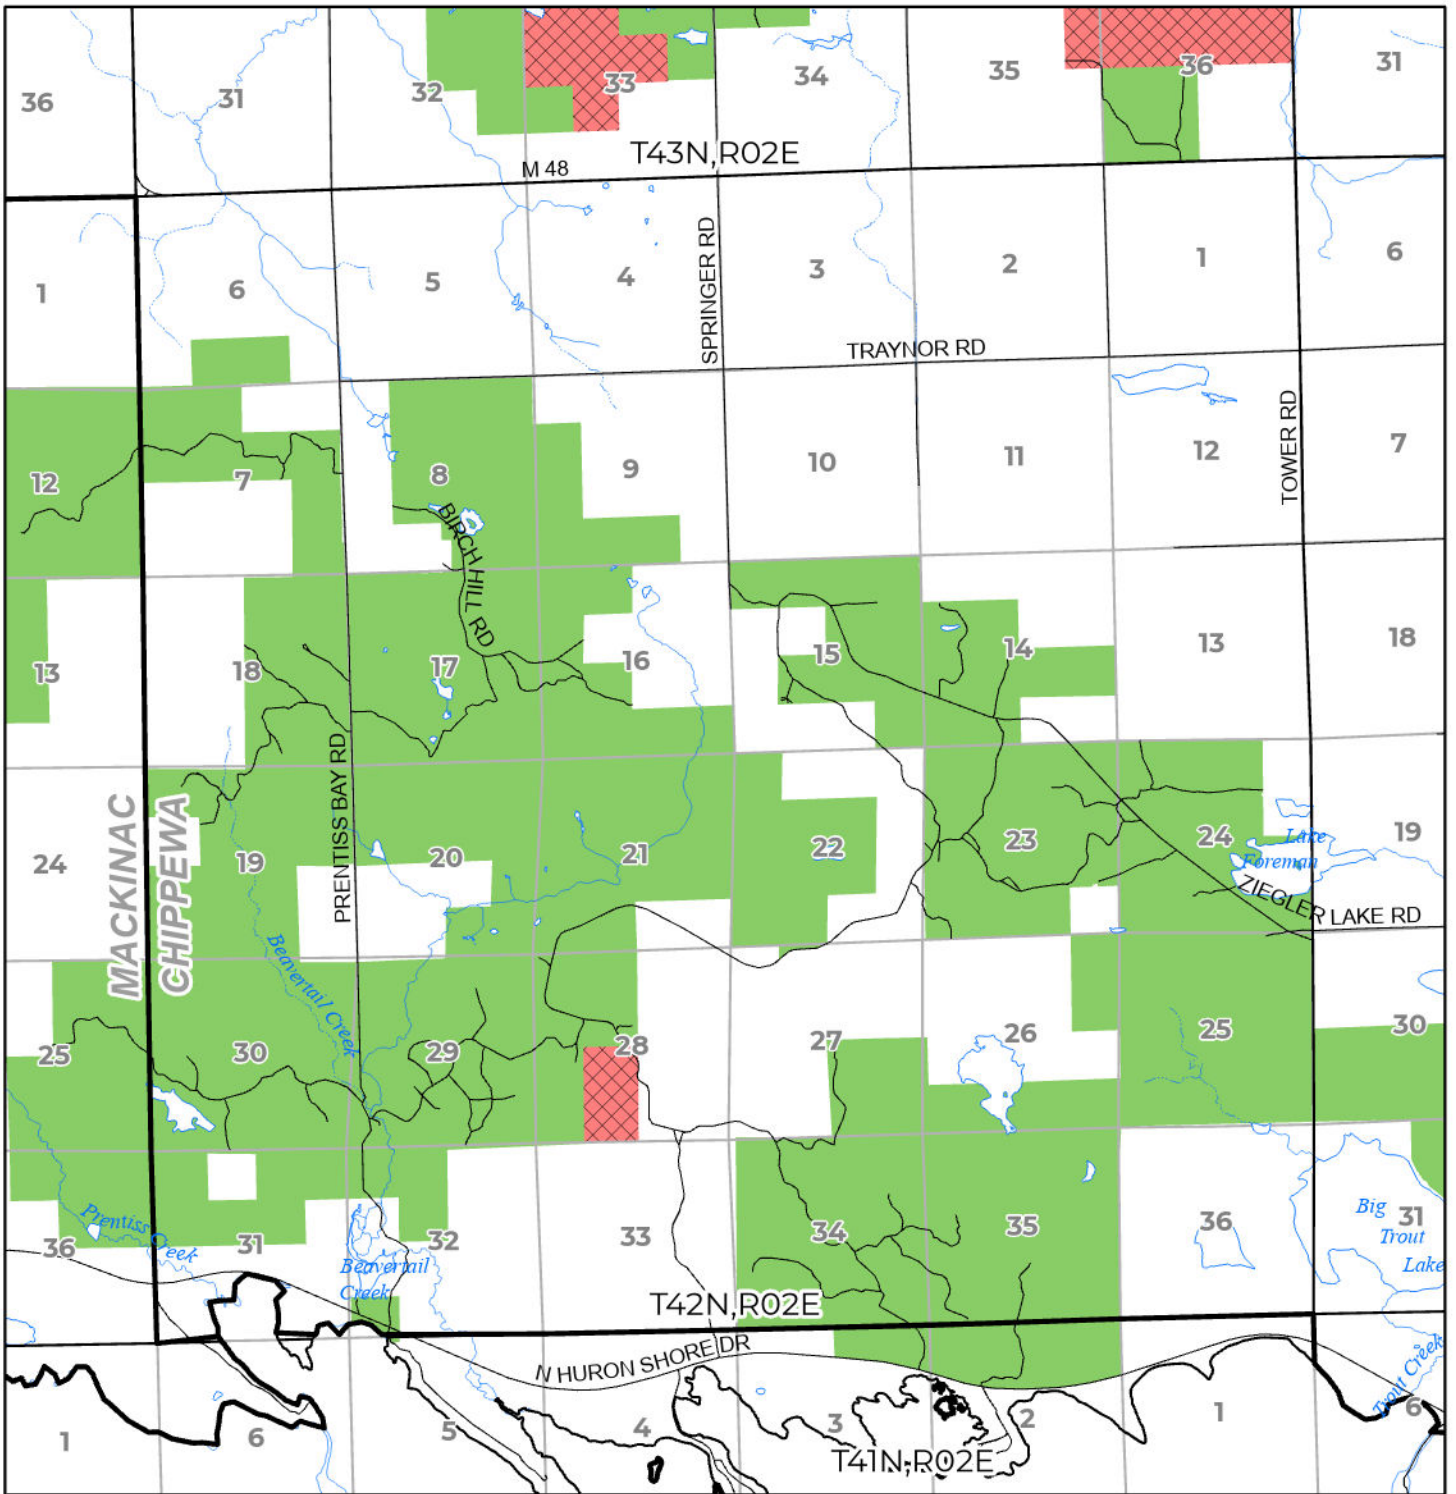 36
31
32
33
34
35
36
31
T43N,R02E
M 48
1
6
5
4
SPRINGER RD
3
2
1
6
TRAYNOR RD
12
7
8
9
10
11
12
TOWER RD
7
BIRCH HILL RD
13
18
17
16
15
14
13
18
MACKINAC
CHIPPEWA
PRENTISS BAY RD
24
19
20
21
22
23
24
Lake
Foreman
19
ZIEGLER LAKE RD
Beavertail Creek
25
30
29
28
27
26
25
30
Prentiss Creek
36
31
Beavertail
Creek
32
33
34
35
36
Big
Trout
Lake
31
T42N,R02E
N HURON SHORE DR
Trout Creek
1
6
5
4
3
2
1
6
T41N,R02E